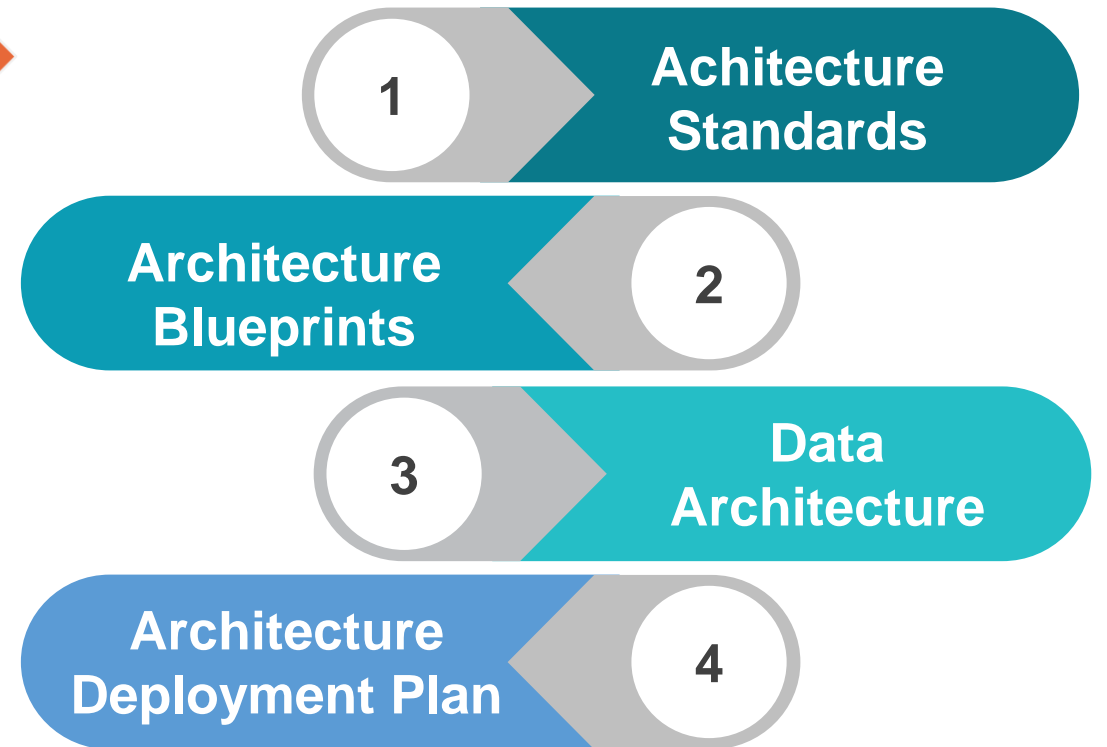 1
Achitecture
Standards
Architecture
Blueprints
2
3
Data
Architecture
Architecture
Deployment Plan
4